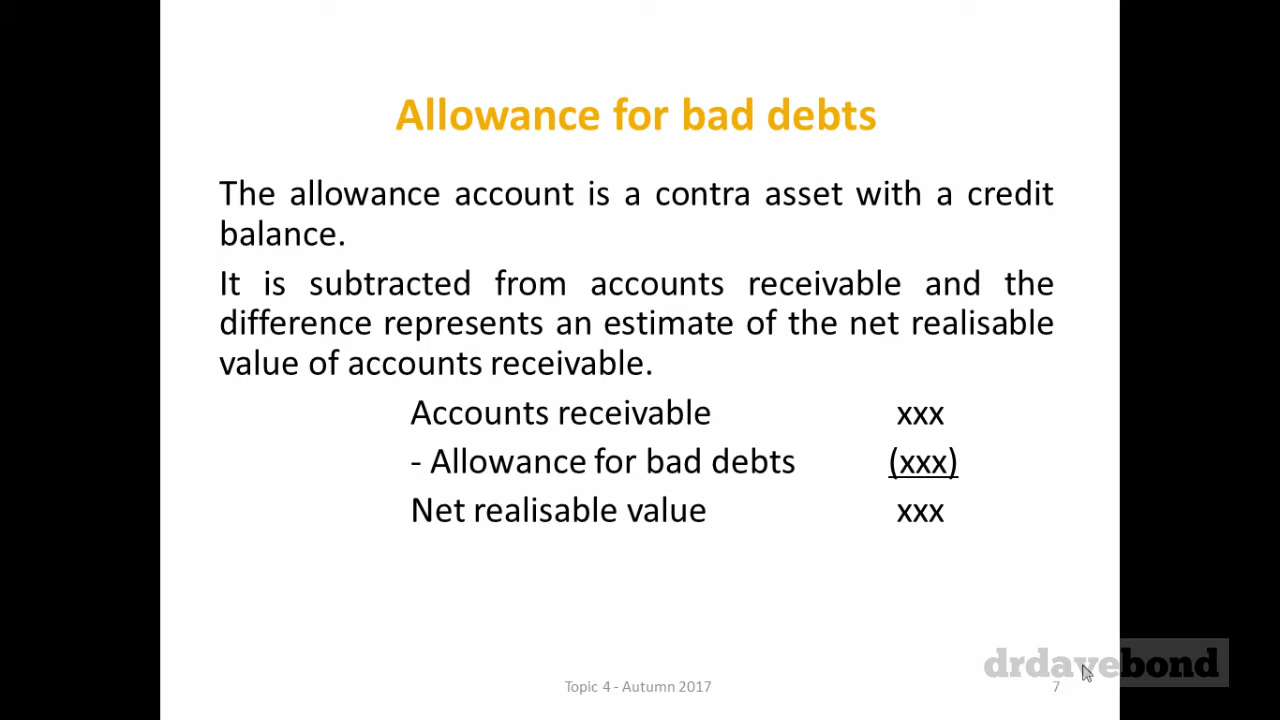 Allowance for bad debts
The allowance account is a contra asset with a credit
balance.
It is subtracted from accounts receivable and the
difference represents an estimate of the net realisable
value of accounts receivable.
Accounts receivable xxx
- Allowance for bad debts (xxx)
Net realisable value xxx
drdavebond
Topic 4 - Autumn 2017 7